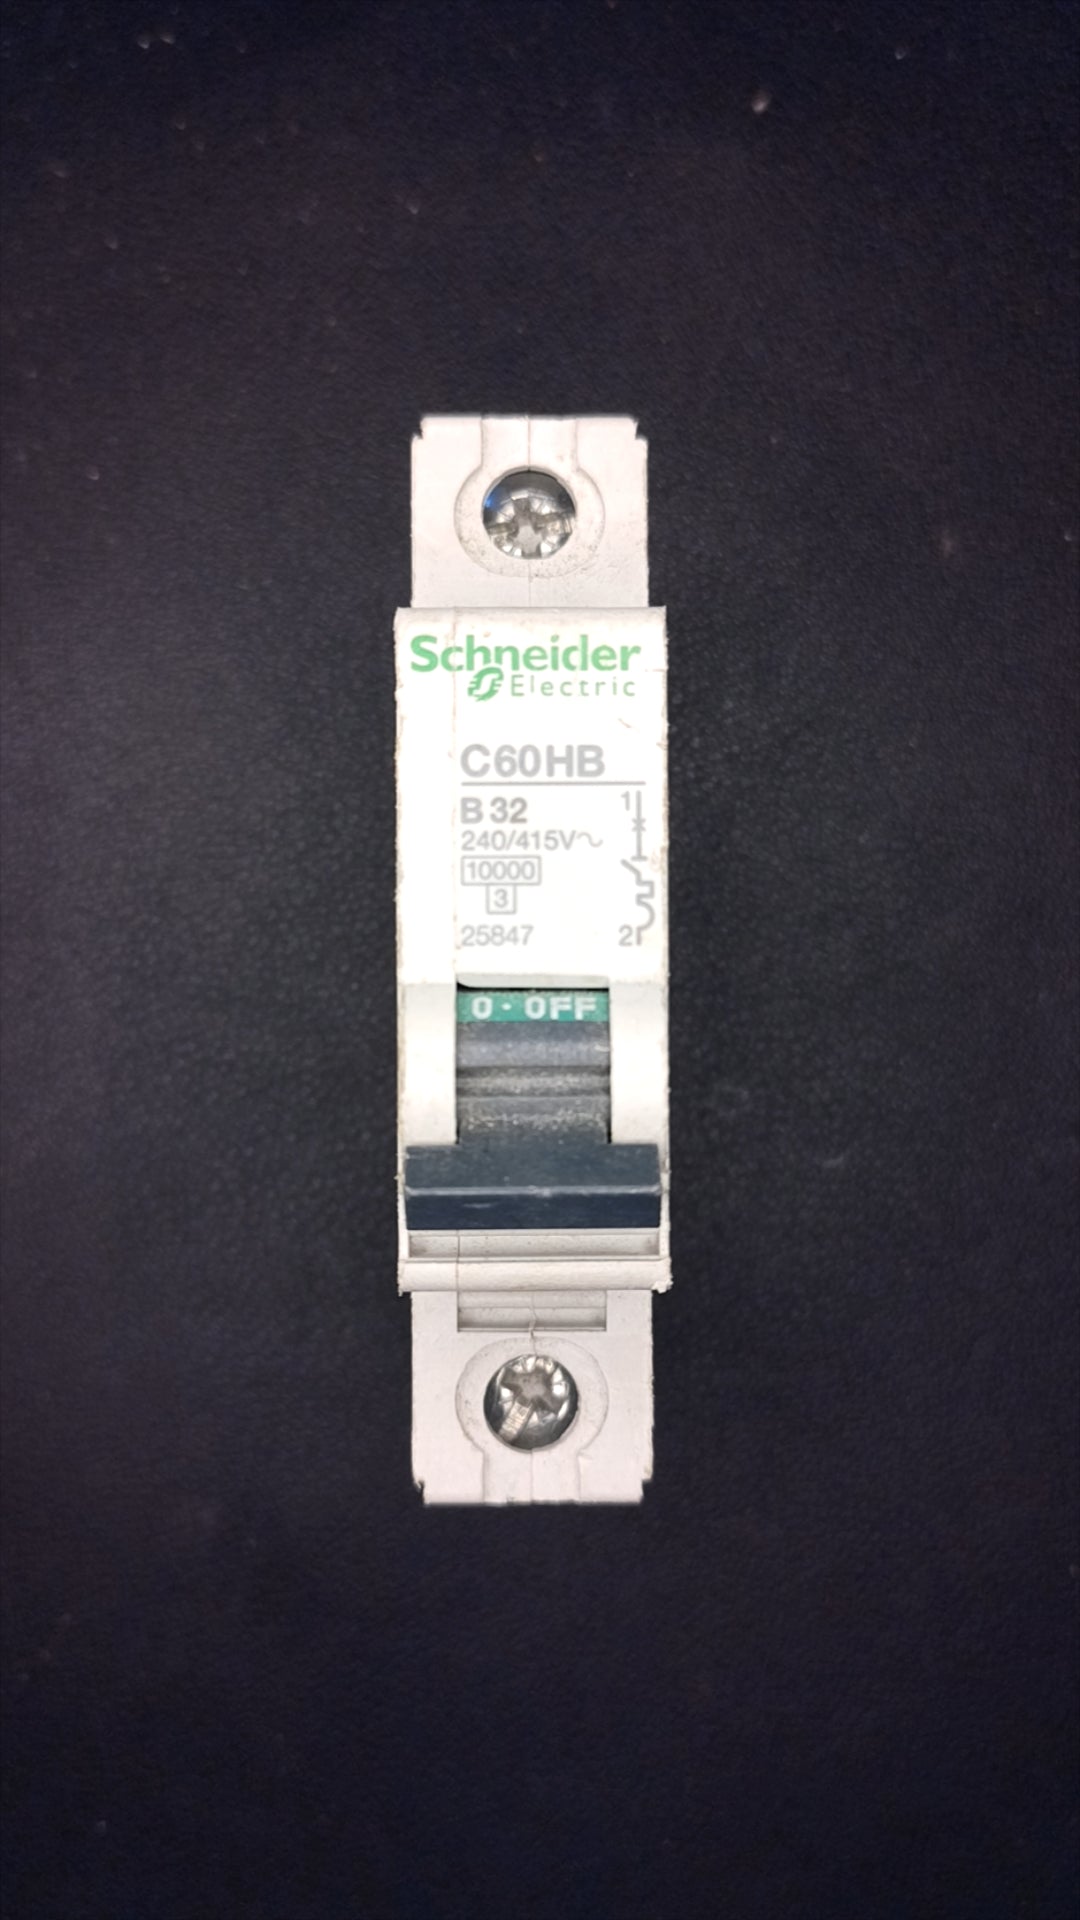 Schneider
Electric
C60HB
B 32
1
240/415V~
10000
3
25847
2
0 · OFF